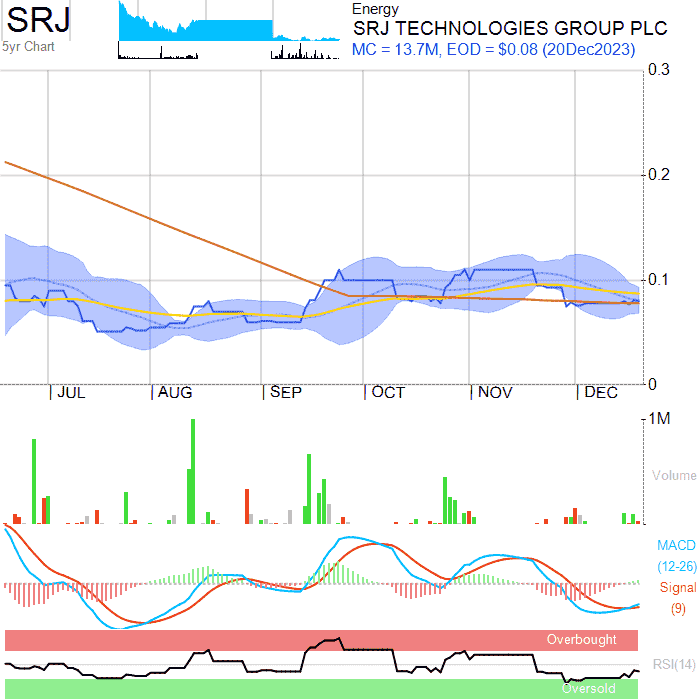 SRJ
5yr Chart
Energy
SRJ TECHNOLOGIES GROUP PLC
MC = 13.7M, EOD = $0.08 (20Dec2023)
0.3
0.2
0.1
0
JUL AUG SEP OCT NOV DEC
1M
Volume
MACD
(12-26)
Signal
(9)
Overbought
RSI(14)
Oversold